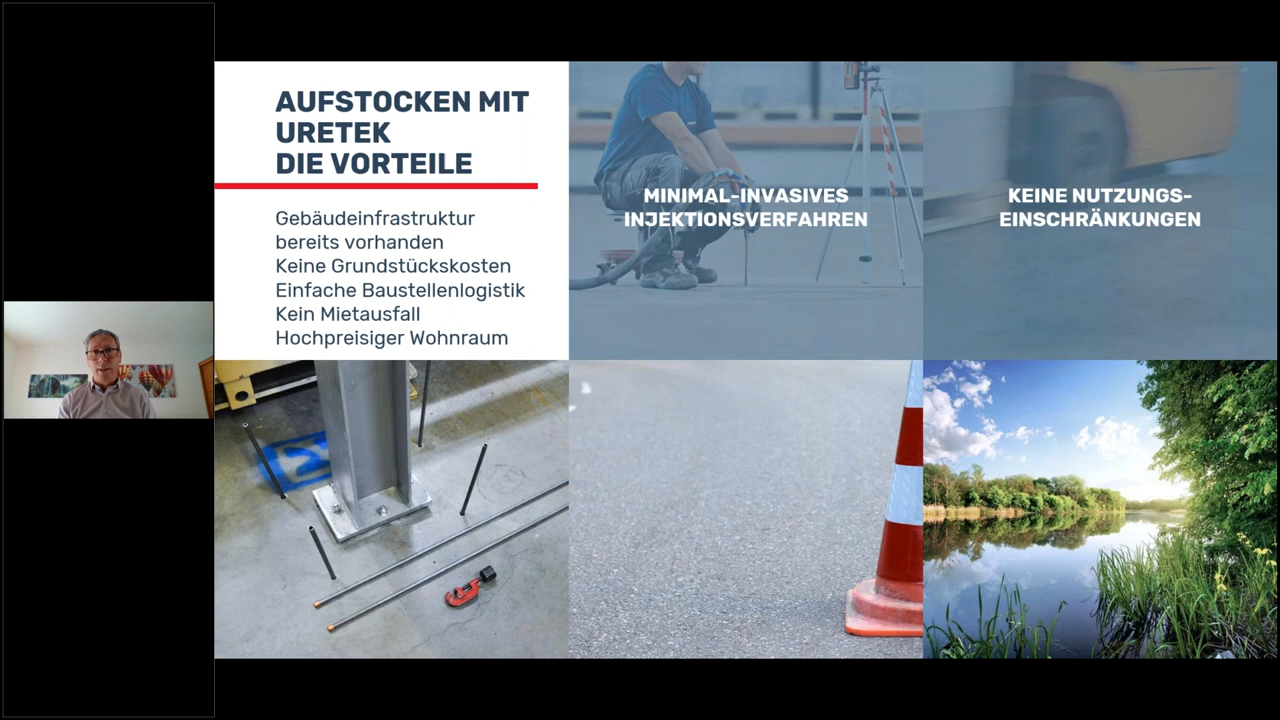 AUFSTOCKEN MIT
URETEK
DIE VORTEILE
Gebäudeinfrastruktur
bereits vorhanden
Keine Grundstückskosten
Einfache Baustellenlogistik
Kein Mietausfall
Hochpreisiger Wohnraum
MINIMAL-INVASIVES
INJEKTIONSVERFAHREN
KEINE NUTZUNGS-
EINSCHRÄNKUNGEN